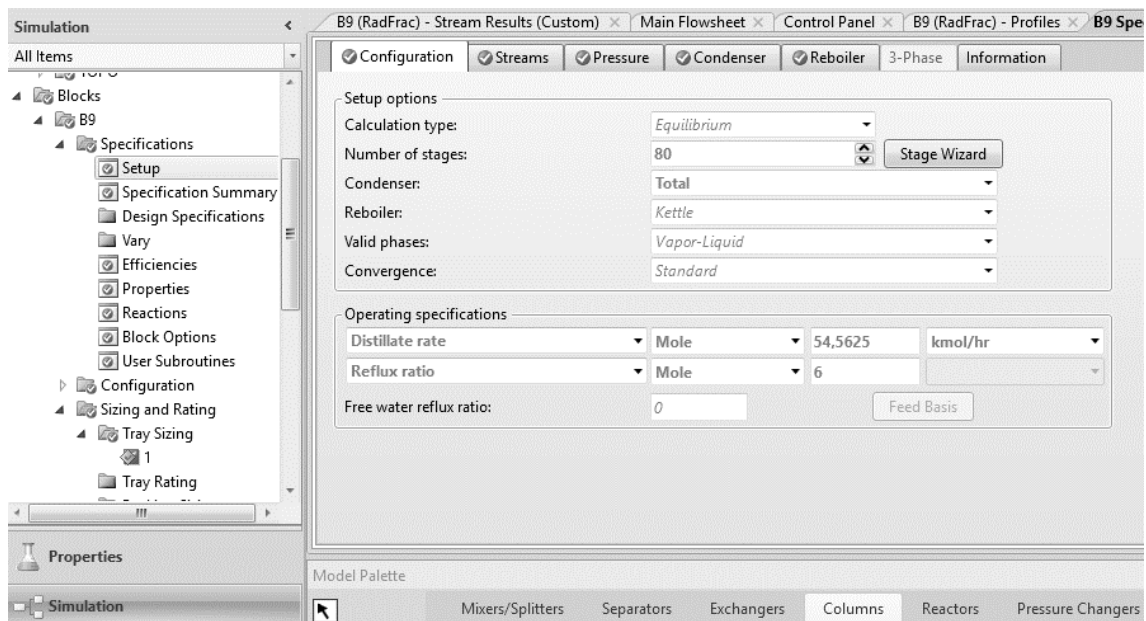 Simulation
All Items
Blocks
B9
Specifications
Setup
Specification Summary
Design Specifications
Vary
Efficiencies
Properties
Reactions
Block Options
User Subroutines
Configuration
Sizing and Rating
Tray Sizing
1
Tray Rating
Properties
Simulation
B9 (RadFrac) - Stream Results (Custom) Main Flowsheet Control Panel B9 (RadFrac) - Profiles B9 Spe
Configuration Streams Pressure Condenser Reboiler 3-Phase Information
Setup options
Calculation type: Equilibrium
Number of stages: 80 Stage Wizard
Condenser: Total
Reboiler: Kettle
Valid phases: Vapor-Liquid
Convergence: Standard
Operating specifications
Distillate rate Mole 54,5625 kmol/hr
Reflux ratio Mole 6
Free water reflux ratio: 0 Feed Basis
Model Palette
Mixers/Splitters Separators Exchangers Columns Reactors Pressure Changers